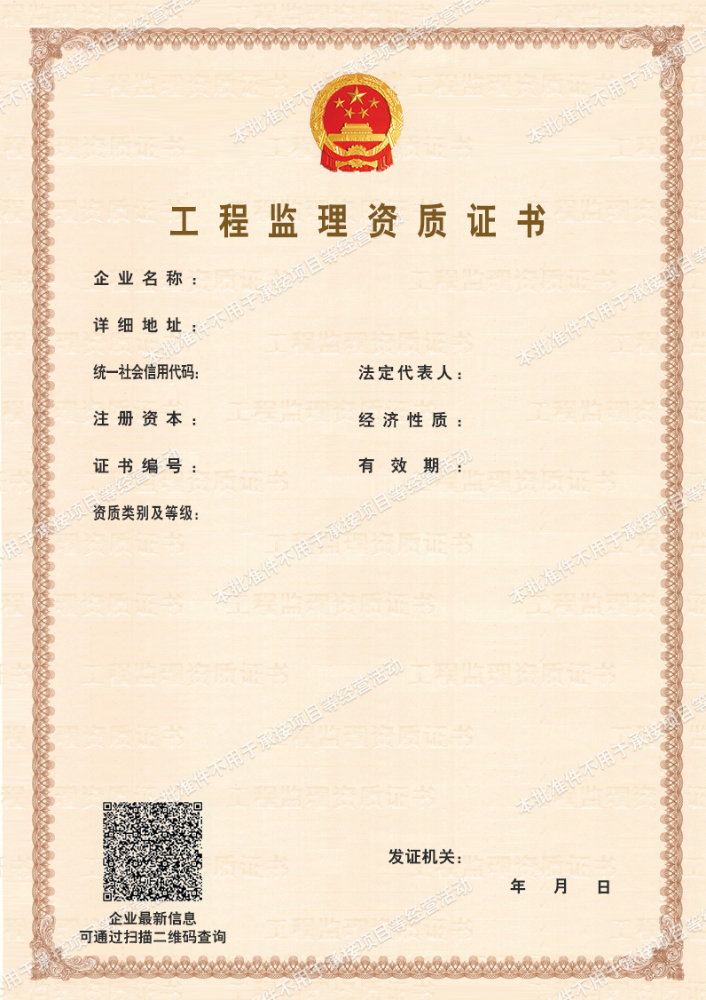 工程监理资质证书
企业名称：
详细地址：
统一社会信用代码：
法定代表人：
注册资本：
经济性质：
证书编号：
有效期：
资质类别及等级：
发证机关：
年 月 日
企业最新信息
可通过扫描二维码查询
本批准件不用于承接项目等经营活动